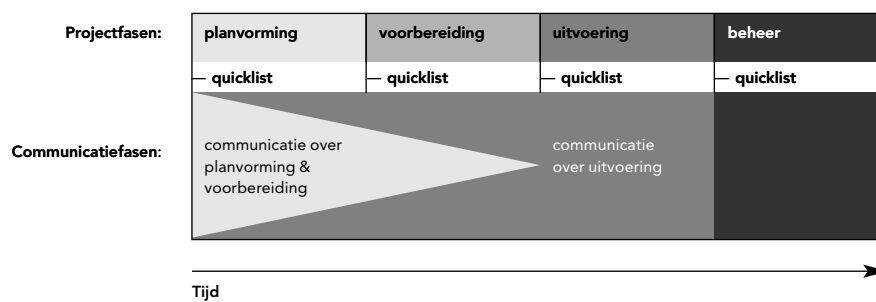 Projectfasen: planvorming voorbereiding uitvoering beheer
quicklist quicklist quicklist quicklist
Communicatiefasen:
communicatie over
planvorming &
voorbereiding
communicatie
over uitvoering
Tijd